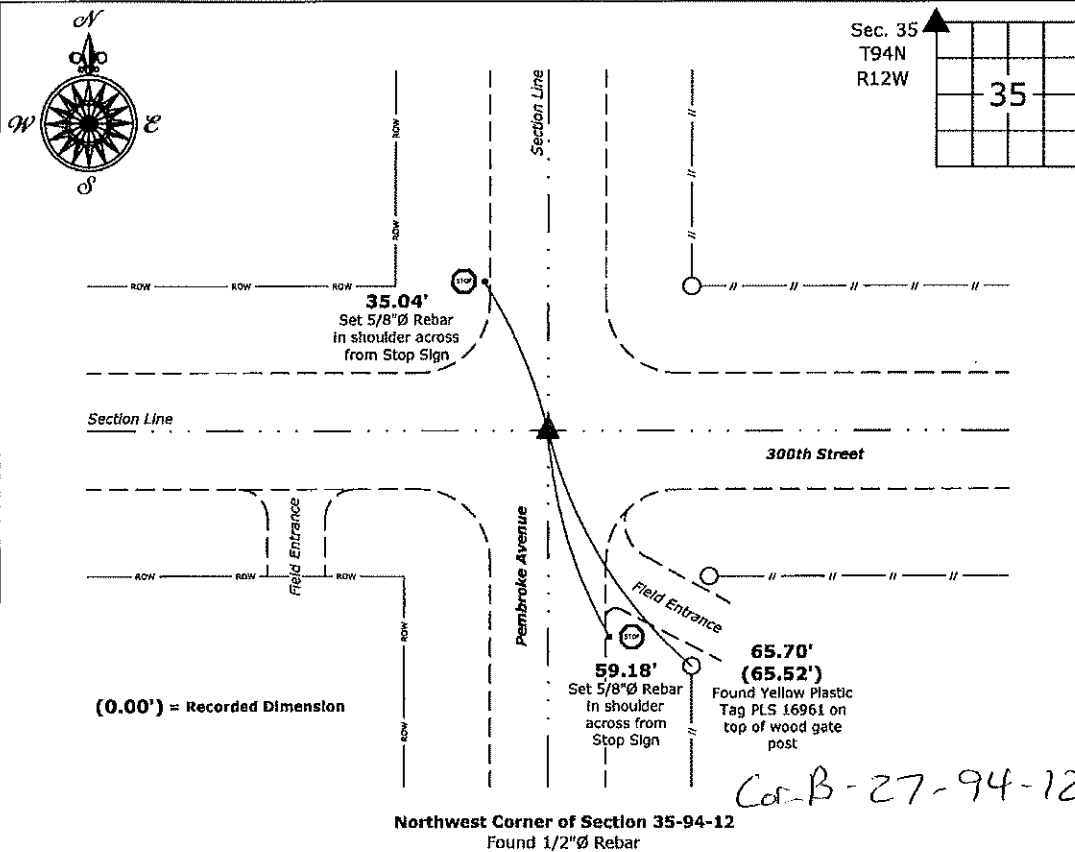 N
W
E
S
Sec. 35
T94N
R12W
35
Section Line
ROW
ROW
ROW
ROW
ROW
STOP
35.04'
Set 5/8"Ø Rebar
in shoulder across
from Stop Sign
Section Line
300th Street
Field Entrance
Pembroke Avenue
ROW
ROW
ROW
ROW
ROW
Field Entrance
STOP
59.18'
Set 5/8"Ø Rebar
in shoulder
across from
Stop Sign
65.70'
(65.52')
Found Yellow Plastic
Tag PLS 16961 on
top of wood gate
post
(0.00') = Recorded Dimension
Cor-B-27-94-12
Northwest Corner of Section 35-94-12
Found 1/2"Ø Rebar